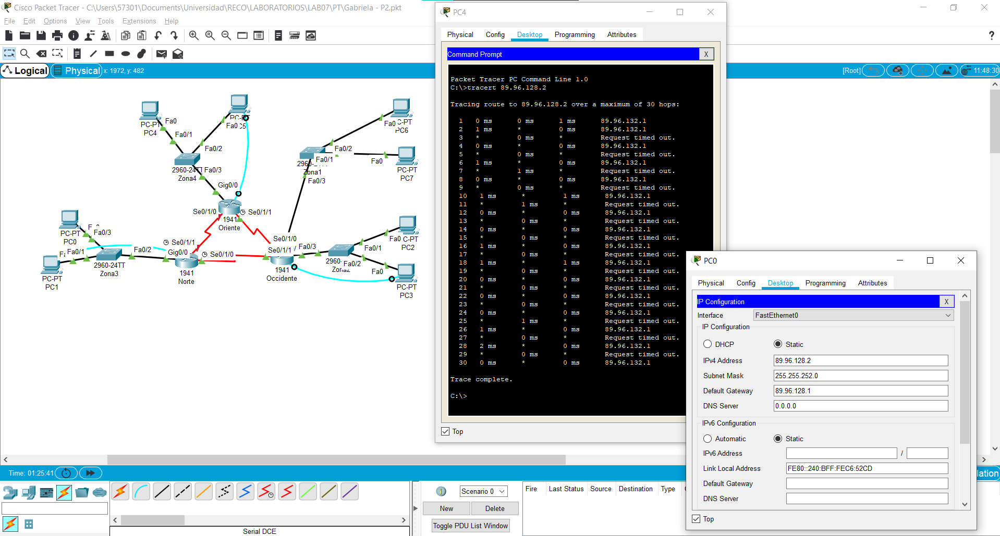 Cisco Packet Tracer - C:\Users\57301\Documents\Universidad\RECO\LABORATORIOS\LAB07\PT\Gabriela - P2.pkt
File Edit Options View Tools Extensions Help
?
Logical Physical x: 1972, y: 482
[Root] 11:48:30
PC-PT
PC4
Fa0
Fa0/1
Fa0
Fa0/2
2960-24TT
Zona4
Fa0/3
Gig0/0
Se0/1/0
Se0/1/1
1941
Oriente
Fa0
PC6
Fa0/2
Fa0/1
Zona1
Fa0/3
Fa0
PC-PT
PC7
PC-PT
PC0
Fa0/3
Fa0/1
Fa0/2
PC-PT
PC1
2960-24TT
Zona3
Se0/1/1
Gig0/0
Se0/1/0
1941
Norte
Se0/1/0
Se0/1/1
Fa0/3
1941
Occidente
Fa0/1
Fa0
PC2
Fa0/2
Fa0
PC-PT
PC3
PC4
Physical Config Desktop Programming Attributes
Command Prompt X
Packet Tracer PC Command Line 1.0
C:\>tracert 89.96.128.2
Tracing route to 89.96.128.2 over a maximum of 30 hops:
1 0 ms 0 ms 1 ms 89.96.132.1
2 1 ms * 0 ms 89.96.132.1
3 * 0 ms * Request timed out.
4 0 ms * 0 ms 89.96.132.1
5 * 0 ms * Request timed out.
6 1 ms * 0 ms 89.96.132.1
7 * 1 ms * Request timed out.
8 0 ms * 0 ms 89.96.132.1
9 * 0 ms * Request timed out.
10 1 ms * 1 ms 89.96.132.1
11 * 1 ms * Request timed out.
12 0 ms * 0 ms 89.96.132.1
13 * 0 ms * Request timed out.
14 0 ms * 0 ms 89.96.132.1
15 * 0 ms * Request timed out.
16 1 ms * 0 ms 89.96.132.1
17 * 0 ms * Request timed out.
18 1 ms * 1 ms 89.96.132.1
19 * 0 ms * Request timed out.
20 0 ms * 0 ms 89.96.132.1
21 * 0 ms * Request timed out.
22 0 ms * 0 ms 89.96.132.1
23 * 0 ms * Request timed out.
24 0 ms * 0 ms 89.96.132.1
25 * 1 ms * Request timed out.
26 1 ms * 0 ms 89.96.132.1
27 * 0 ms * Request timed out.
28 2 ms * 0 ms 89.96.132.1
29 * 0 ms * Request timed out.
30 0 ms * 0 ms 89.96.132.1
Trace complete.
C:\>
Top
PC0
Physical Config Desktop Programming Attributes
IP Configuration X
Interface FastEthernet0
IP Configuration
DHCP Static
IPv4 Address 89.96.128.2
Subnet Mask 255.255.252.0
Default Gateway 89.96.128.1
DNS Server 0.0.0.0
IPv6 Configuration
Automatic Static
IPv6 Address /
Link Local Address FE80::240:BFF:FEC6:52CD
Default Gateway
DNS Server
Top
Time: 01:25:41
Serial DCE
Scenario 0
New Delete
Toggle PDU List Window
Fire Last Status Source Destination Type